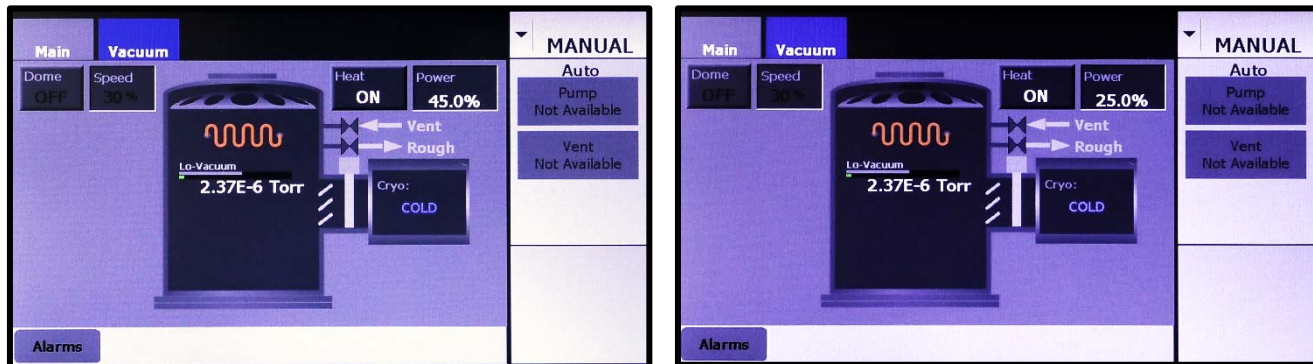 Main
Vacuum
MANUAL
Dome
OFF
Speed
30 %
Heat
ON
Power
45.0%
Auto
Pump
Not Available
Vent
Rough
Vent
Not Available
Lo-Vacuum
2.37E-6 Torr
Cryo:
COLD
Alarms
Main
Vacuum
MANUAL
Dome
OFF
Speed
30 %
Heat
ON
Power
25.0%
Auto
Pump
Not Available
Vent
Rough
Vent
Not Available
Lo-Vacuum
2.37E-6 Torr
Cryo:
COLD
Alarms